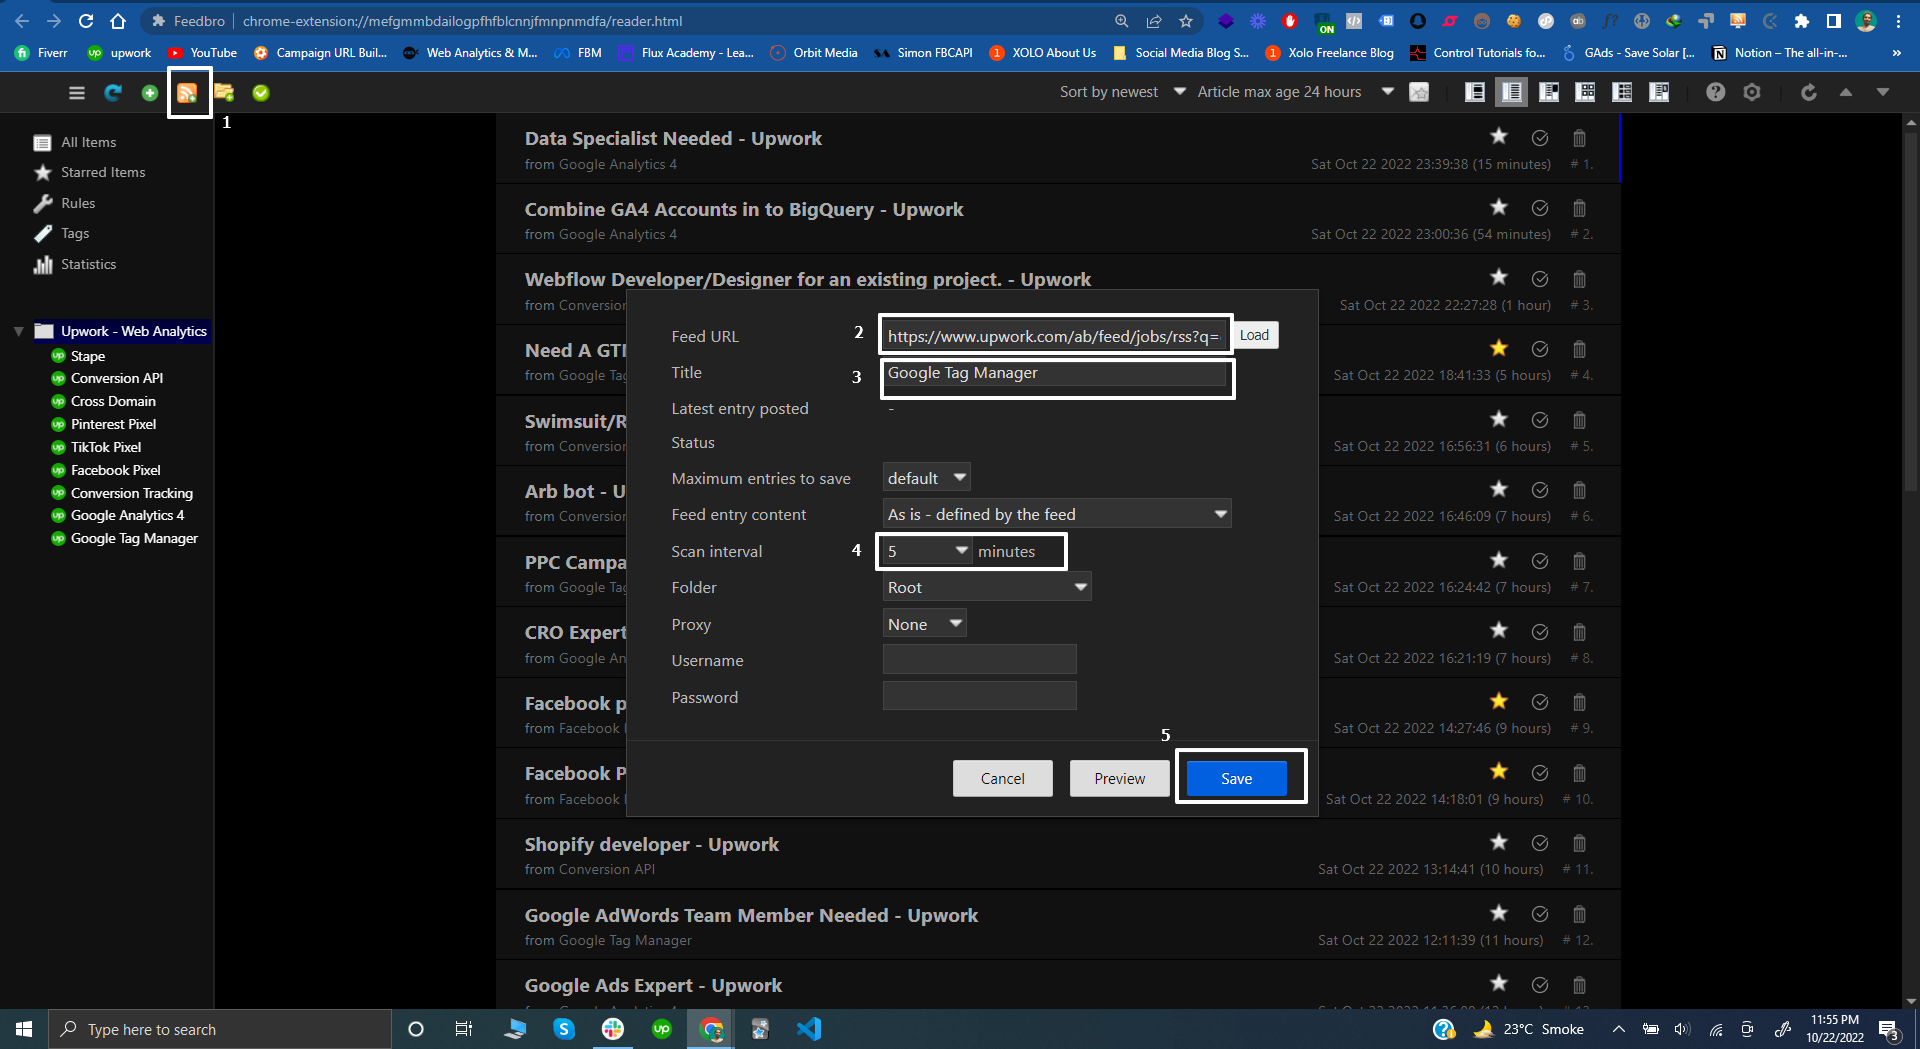 Feedbro
chrome-extension://mefgmmbdailogpfhfblcnnjfmnpnmdfa/reader.html
ON
Fiverr
upwork
YouTube
Campaign URL Buil...
Web Analytics & M...
FBM
Flux Academy - Lea...
Orbit Media
Simon FBCAPI
XOLO About Us
Social Media Blog S...
Xolo Freelance Blog
Control Tutorials fo...
GAds - Save Solar [...
Notion – The all-in-...
»
Sort by newest
Article max age 24 hours
1
All Items
Starred Items
Rules
Tags
Statistics
Upwork - Web Analytics
Stape
Conversion API
Cross Domain
Pinterest Pixel
TikTok Pixel
Facebook Pixel
Conversion Tracking
Google Analytics 4
Google Tag Manager
Data Specialist Needed - Upwork
from Google Analytics 4
Sat Oct 22 2022 23:39:38 (15 minutes)
# 1.
Combine GA4 Accounts in to BigQuery - Upwork
from Google Analytics 4
Sat Oct 22 2022 23:00:36 (54 minutes)
# 2.
Webflow Developer/Designer for an existing project. - Upwork
from Conversion
Sat Oct 22 2022 22:27:28 (1 hour)
# 3.
Need A GT
from Google Tag
Sat Oct 22 2022 18:41:33 (5 hours)
# 4.
Swimsuit/R
from Conversion
Sat Oct 22 2022 16:56:31 (6 hours)
# 5.
Arb bot - U
from Conversion
Sat Oct 22 2022 16:46:09 (7 hours)
# 6.
PPC Campa
from Google Tag
Sat Oct 22 2022 16:24:42 (7 hours)
# 7.
CRO Expert
from Google An
Sat Oct 22 2022 16:21:19 (7 hours)
# 8.
Facebook p
from Facebook
Sat Oct 22 2022 14:27:46 (9 hours)
# 9.
Facebook P
from Facebook
Sat Oct 22 2022 14:18:01 (9 hours)
# 10.
Shopify developer - Upwork
from Conversion API
Sat Oct 22 2022 13:14:41 (10 hours)
# 11.
Google AdWords Team Member Needed - Upwork
from Google Tag Manager
Sat Oct 22 2022 12:11:39 (11 hours)
# 12.
Google Ads Expert - Upwork
Feed URL
2
https://www.upwork.com/ab/feed/jobs/rss?q=
Load
Title
3
Google Tag Manager
Latest entry posted
-
Status
Maximum entries to save
default
Feed entry content
As is - defined by the feed
Scan interval
4
5
minutes
Folder
Root
Proxy
None
Username
Password
5
Cancel
Preview
Save
Type here to search
23°C Smoke
11:55 PM
10/22/2022
3